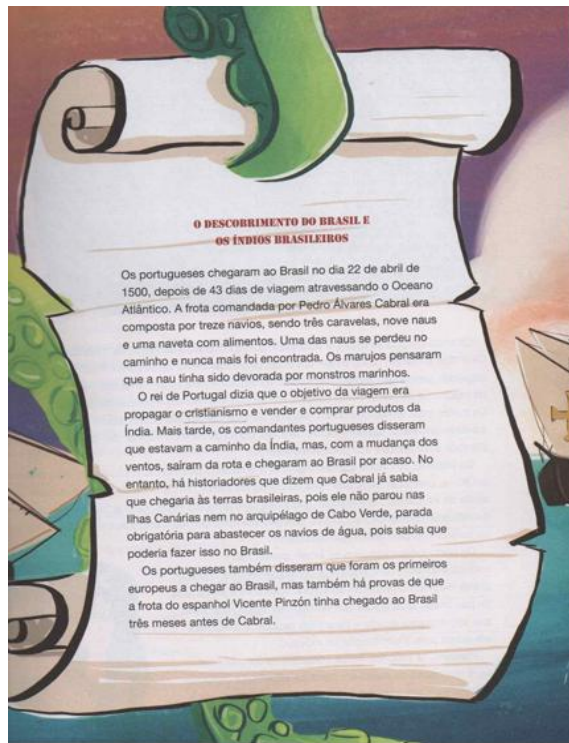 O DESCOBRIMENTO DO BRASIL E
OS ÍNDIOS BRASILEIROS
Os portugueses chegaram ao Brasil no dia 22 de abril de
1500, depois de 43 dias de viagem atravessando o Oceano
Atlântico. A frota comandada por Pedro Álvares Cabral era
composta por treze navios, sendo três caravelas, nove naus
e uma naveta com alimentos. Uma das naus se perdeu no
caminho e nunca mais foi encontrada. Os marujos pensaram
que a nau tinha sido devorada por monstros marinhos.
O rei de Portugal dizia que o objetivo da viagem era
propagar o cristianismo e vender e comprar produtos da
Índia. Mais tarde, os comandantes portugueses disseram
que estavam a caminho da Índia, mas, com a mudança dos
ventos, saíram da rota e chegaram ao Brasil por acaso. No
entanto, há historiadores que dizem que Cabral já sabia
que chegaria às terras brasileiras, pois ele não parou nas
Ilhas Canárias nem no arquipélago de Cabo Verde, parada
obrigatória para abastecer os navios de água, pois sabia que
poderia fazer isso no Brasil.
Os portugueses também disseram que foram os primeiros
europeus a chegar ao Brasil, mas também há provas de que
a frota do espanhol Vicente Pinzón tinha chegado ao Brasil
três meses antes de Cabral.